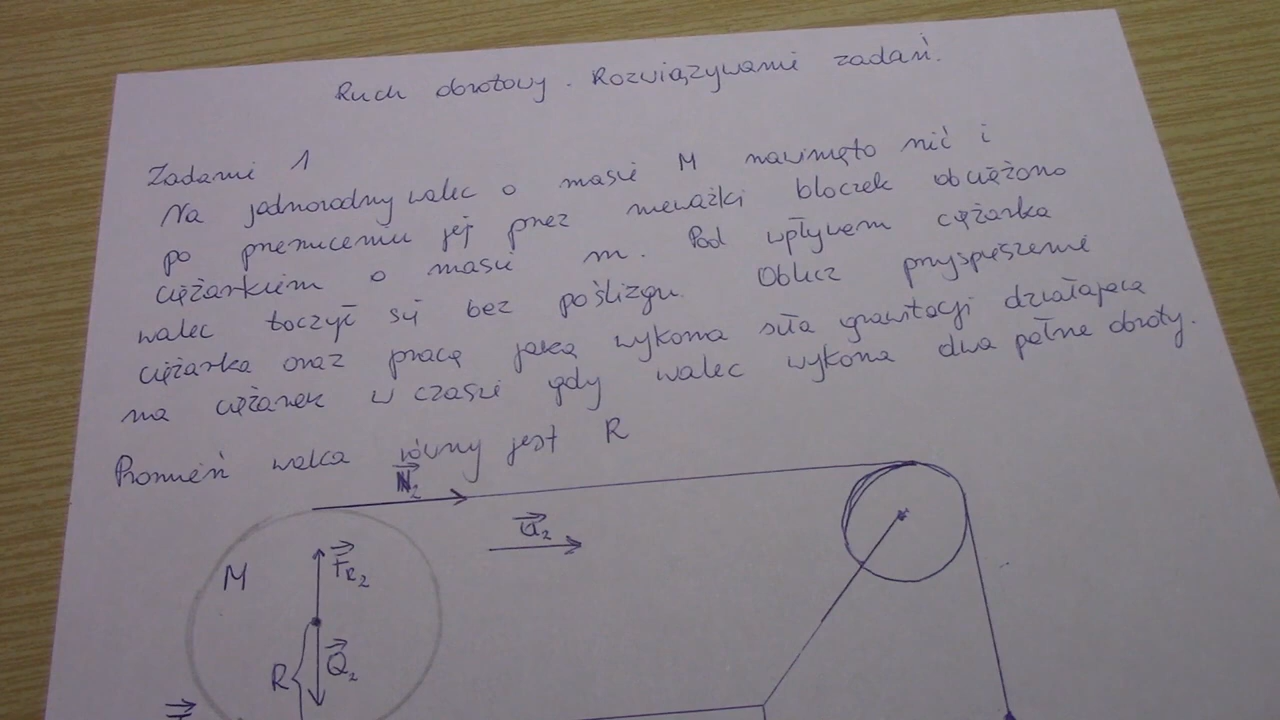 Ruch obrotowy. Rozwiązywanie zadań.
Zadanie 1
Na jednorodny walec o masie M nawinięto nić i
po przerzuceniu jej przez nieważki bloczek obciążono
ciężarkiem o masie m. Pod wpływem ciężarka
walec toczył się bez poślizgu. Oblicz przyspieszenie
ciężarka oraz pracę jaką wykona siła grawitacji działająca
na ciężarek w czasie gdy walec wykona dwa pełne obroty.
Promień walca równy jest R
N₂
a₂
M
F_R₂
Q₂
R